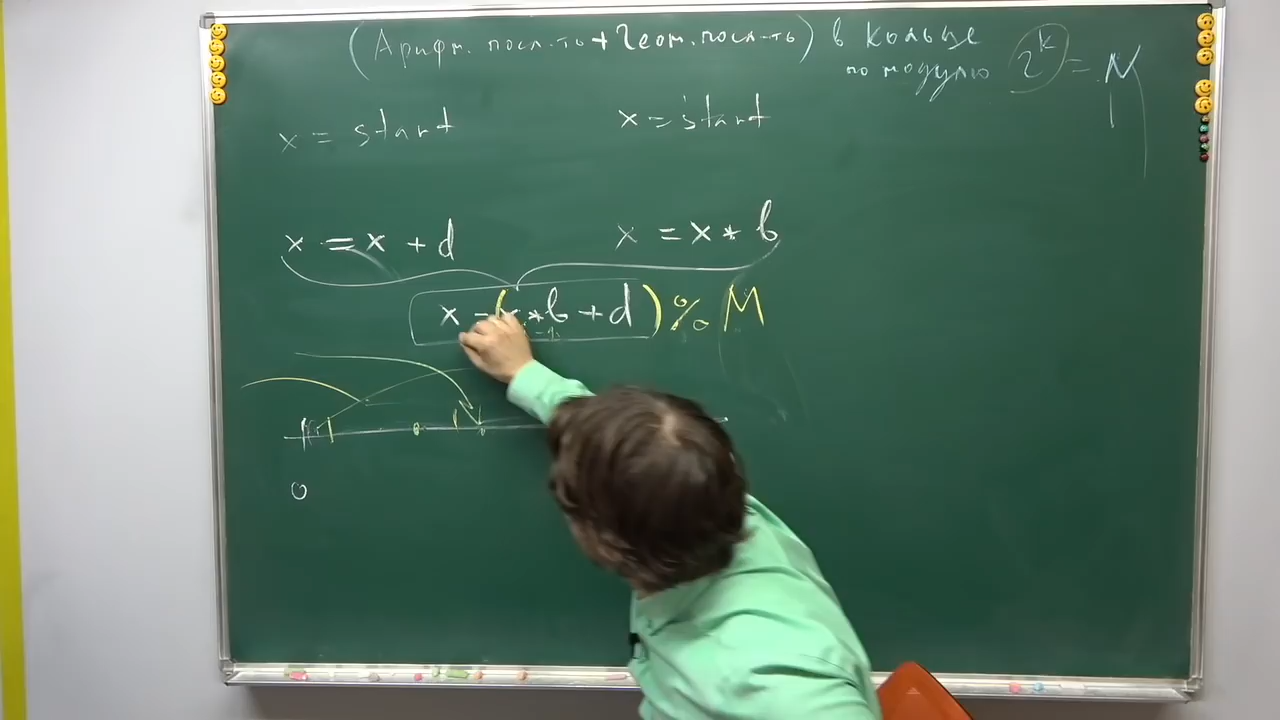 (Арифм. посл-ть + Геом. посл-ть) в кольце
по модулю 2^k = M
x = start
x = start
x = x + d
x = x * b
x = (x * b + d) % M
0